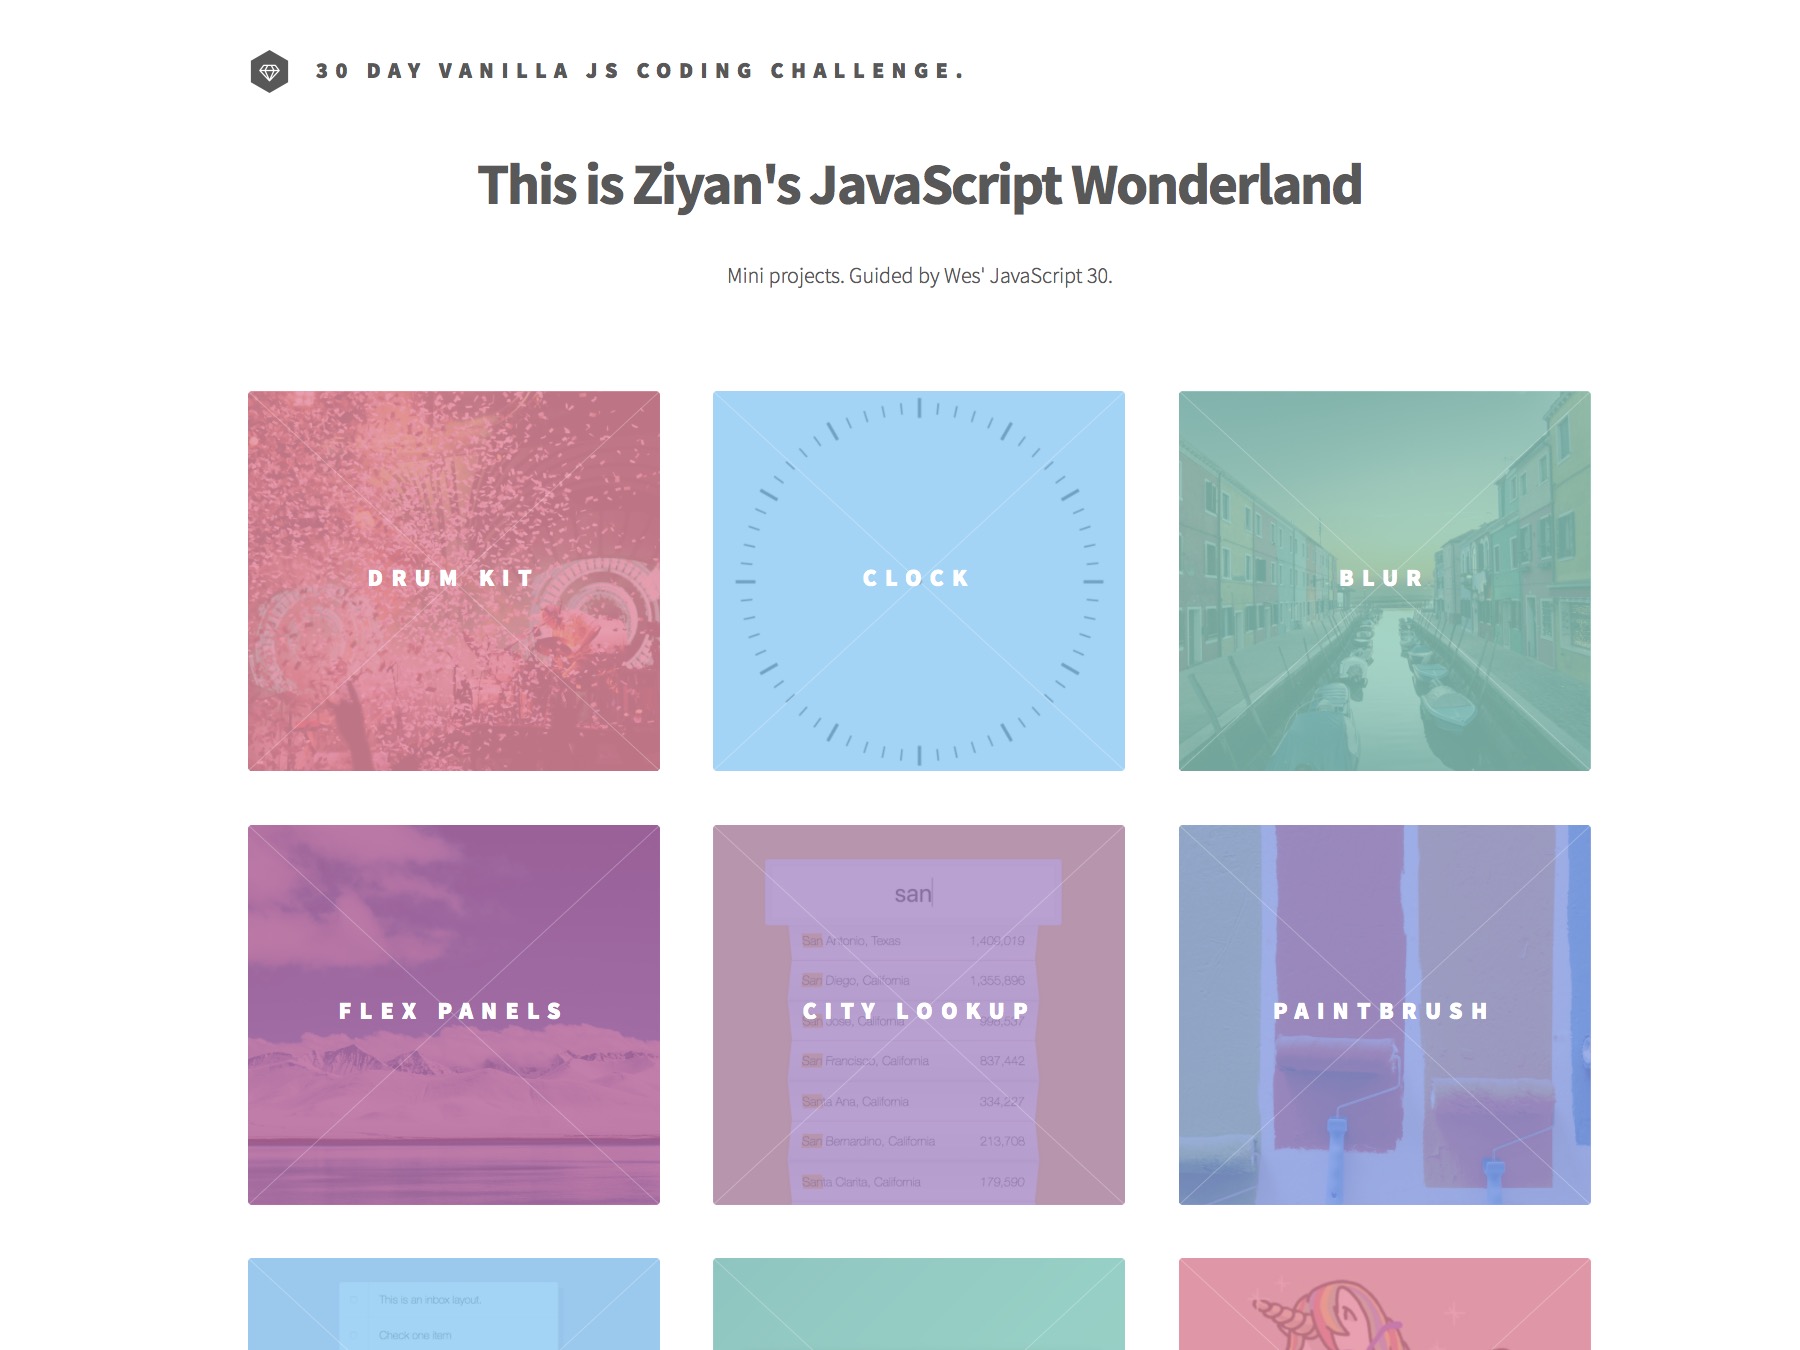 30 DAY VANILLA JS CODING CHALLENGE.
This is Ziyan's JavaScript Wonderland
Mini projects. Guided by Wes' JavaScript 30.
DRUM KIT
CLOCK
BLUR
FLEX PANELS
CITY LOOKUP
PAINTBRUSH
san
San Antonio, Texas 1,409,019
San Diego, California 1,355,896
San Jose, California 998,537
San Francisco, California 837,442
Santa Ana, California 334,227
San Bernardino, California 213,708
Santa Clarita, California 179,590
This is an inbox layout.
Check one item